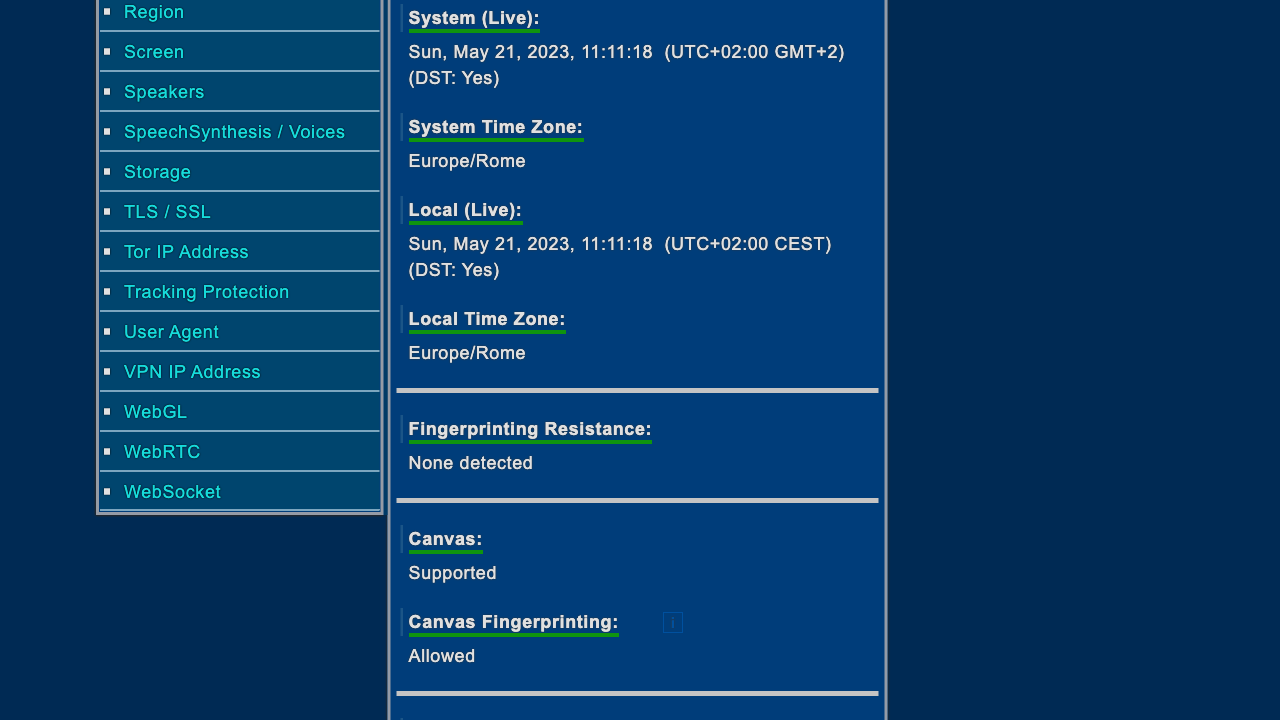 Region
Screen
Speakers
SpeechSynthesis / Voices
Storage
TLS / SSL
Tor IP Address
Tracking Protection
User Agent
VPN IP Address
WebGL
WebRTC
WebSocket
System (Live):
Sun, May 21, 2023, 11:11:18 (UTC+02:00 GMT+2)
(DST: Yes)
System Time Zone:
Europe/Rome
Local (Live):
Sun, May 21, 2023, 11:11:18 (UTC+02:00 CEST)
(DST: Yes)
Local Time Zone:
Europe/Rome
Fingerprinting Resistance:
None detected
Canvas:
Supported
Canvas Fingerprinting: i
Allowed